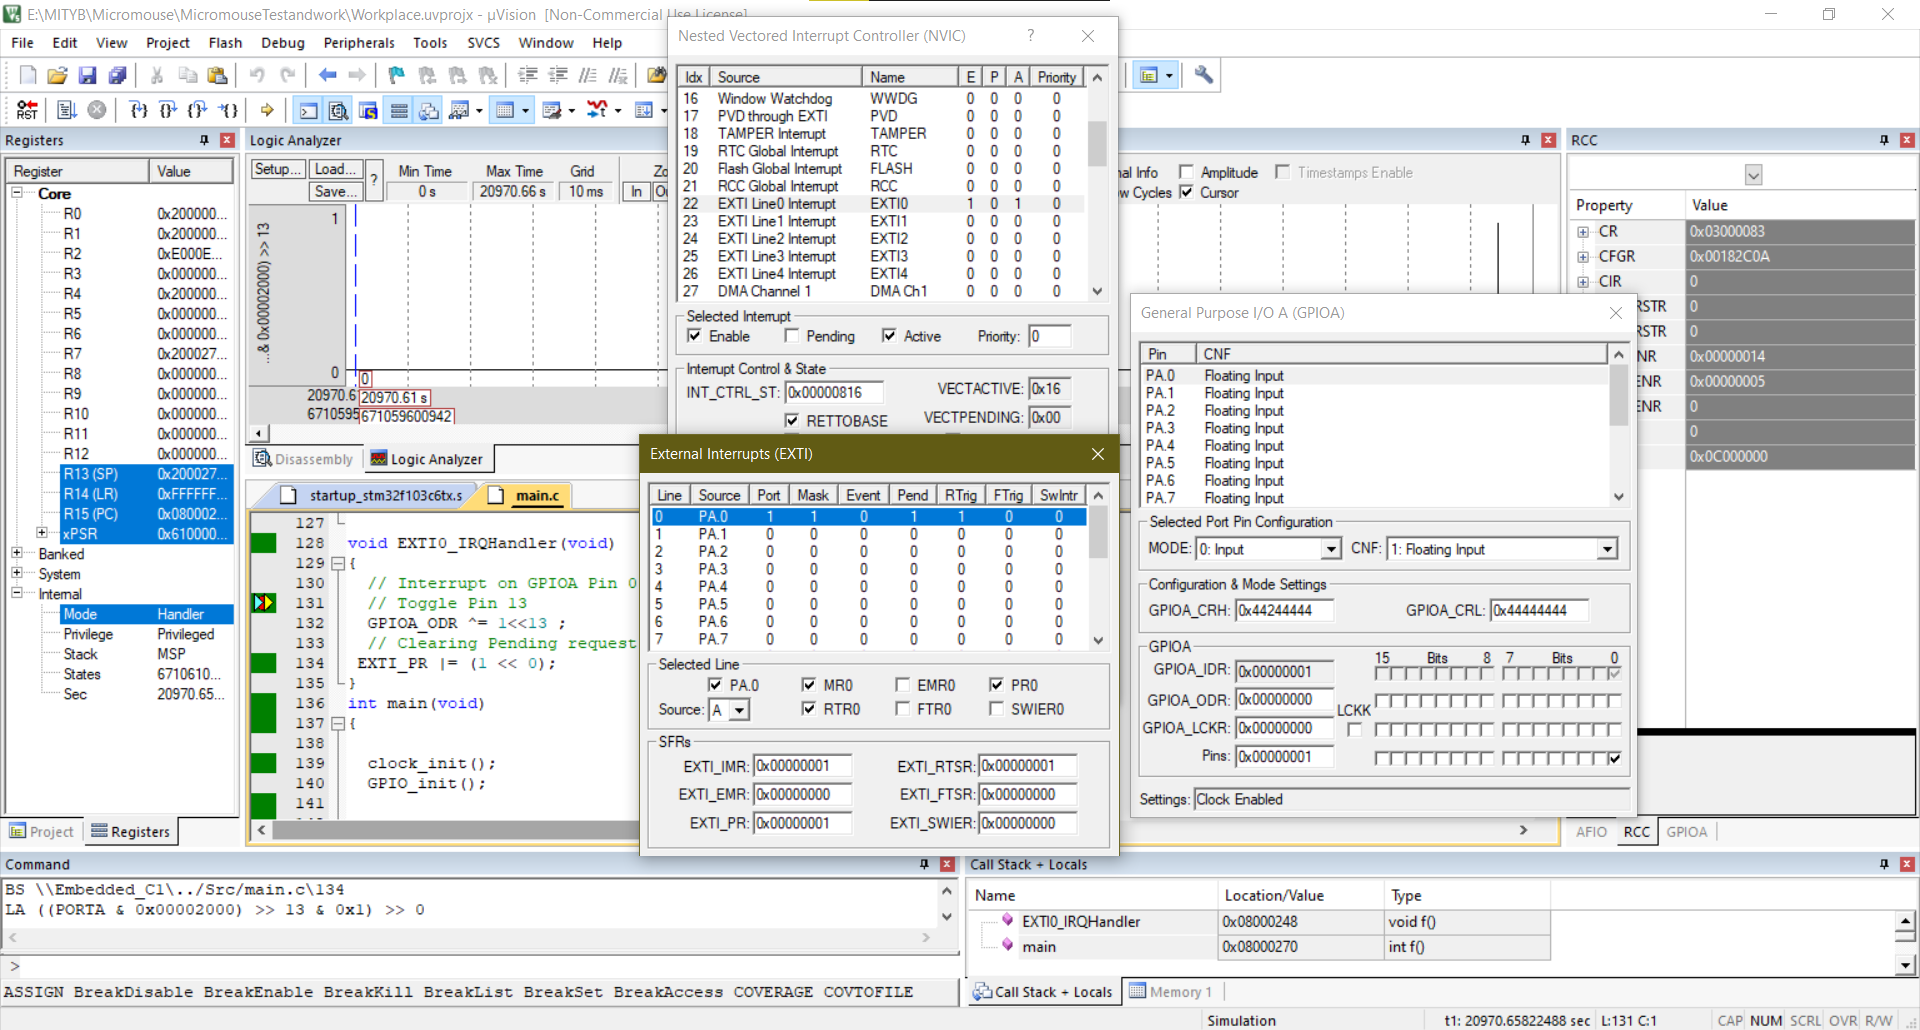 E:\MITYB\Micromouse\MicromouseTestandwork\Workplace.uvprojx - µVision [Non-Commercial Use License]
File Edit View Project Flash Debug Peripherals Tools SVCS Window Help
Registers
Register Value
Core
R0 0x200000...
R1 0x200000...
R2 0xE000E...
R3 0x000000...
R4 0x200000...
R5 0x000000...
R6 0x000000...
R7 0x200027...
R8 0x000000...
R9 0x000000...
R10 0x000000...
R11 0x000000...
R12 0x000000...
R13 (SP) 0x200027...
R14 (LR) 0xFFFFFF...
R15 (PC) 0x080002...
xPSR 0x610000...
Banked
System
Internal
Mode Handler
Privilege Privileged
Stack MSP
States 6710610...
Sec 20970.65...
Project Registers
Logic Analyzer
Setup... Load... Save... ?
Min Time Max Time Grid
0 s 20970.66 s 10 ms
In
...& 0x00002000) >> 13
1
0
0
20970.6 20970.61 s
6710595 671059600942
Disassembly Logic Analyzer
nal Info Amplitude Timestamps Enable
w Cycles Cursor
startup_stm32f103c6tx.s main.c
127
128 void EXTI0_IRQHandler(void)
129 {
130 // Interrupt on GPIOA Pin 0
131 // Toggle Pin 13
132 GPIOA_ODR ^= 1<<13 ;
133 // Clearing Pending request
134 EXTI_PR |= (1 << 0);
135 }
136 int main(void)
137 {
138
139 clock_init();
140 GPIO_init();
141
Nested Vectored Interrupt Controller (NVIC) ?
Idx Source Name E P A Priority
16 Window Watchdog WWDG 0 0 0 0
17 PVD through EXTI PVD 0 0 0 0
18 TAMPER Interrupt TAMPER 0 0 0 0
19 RTC Global Interrupt RTC 0 0 0 0
20 Flash Global Interrupt FLASH 0 0 0 0
21 RCC Global Interrupt RCC 0 0 0 0
22 EXTI Line0 Interrupt EXTI0 1 0 1 0
23 EXTI Line1 Interrupt EXTI1 0 0 0 0
24 EXTI Line2 Interrupt EXTI2 0 0 0 0
25 EXTI Line3 Interrupt EXTI3 0 0 0 0
26 EXTI Line4 Interrupt EXTI4 0 0 0 0
27 DMA Channel 1 DMA Ch1 0 0 0 0
Selected Interrupt
Enable Pending Active Priority: 0
Interrupt Control & State
INT_CTRL_ST: 0x00000816 VECTACTIVE: 0x16
RETTOBASE VECTPENDING: 0x00
External Interrupts (EXTI)
Line Source Port Mask Event Pend RTrig FTrig SwIntr
0 PA.0 1 1 0 1 1 0 0
1 PA.1 0 0 0 0 0 0 0
2 PA.2 0 0 0 0 0 0 0
3 PA.3 0 0 0 0 0 0 0
4 PA.4 0 0 0 0 0 0 0
5 PA.5 0 0 0 0 0 0 0
6 PA.6 0 0 0 0 0 0 0
7 PA.7 0 0 0 0 0 0 0
Selected Line
PA.0 MR0 EMR0 PR0
Source: A RTR0 FTR0 SWIER0
SFRs
EXTI_IMR: 0x00000001 EXTI_RTSR: 0x00000001
EXTI_EMR: 0x00000000 EXTI_FTSR: 0x00000000
EXTI_PR: 0x00000001 EXTI_SWIER: 0x00000000
General Purpose I/O A (GPIOA)
Pin CNF
PA.0 Floating Input
PA.1 Floating Input
PA.2 Floating Input
PA.3 Floating Input
PA.4 Floating Input
PA.5 Floating Input
PA.6 Floating Input
PA.7 Floating Input
Selected Port Pin Configuration
MODE: 0: Input CNF: 1: Floating Input
Configuration & Mode Settings
GPIOA_CRH: 0x44244444 GPIOA_CRL: 0x44444444
GPIOA
15 Bits 8 7 Bits 0
GPIOA_IDR: 0x00000001
GPIOA_ODR: 0x00000000
LCKK
GPIOA_LCKR: 0x00000000
Pins: 0x00000001
Settings: Clock Enabled
RCC
Property Value
CR 0x03000083
CFGR 0x00182C0A
CIR 0
RSTR 0
RSTR 0
NR 0x00000014
ENR 0x00000005
ENR 0
0
0x0C000000
AFIO RCC GPIOA
Command
BS \\Embedded_C1\../Src/main.c\134
LA ((PORTA & 0x00002000) >> 13 & 0x1) >> 0
>
ASSIGN BreakDisable BreakEnable BreakKill BreakList BreakSet BreakAccess COVERAGE COVTOFILE
Call Stack + Locals
Name Location/Value Type
EXTI0_IRQHandler 0x08000248 void f()
main 0x08000270 int f()
Call Stack + Locals Memory 1
Simulation t1: 20970.65822488 sec L:131 C:1 CAP NUM SCRL OVR R/W